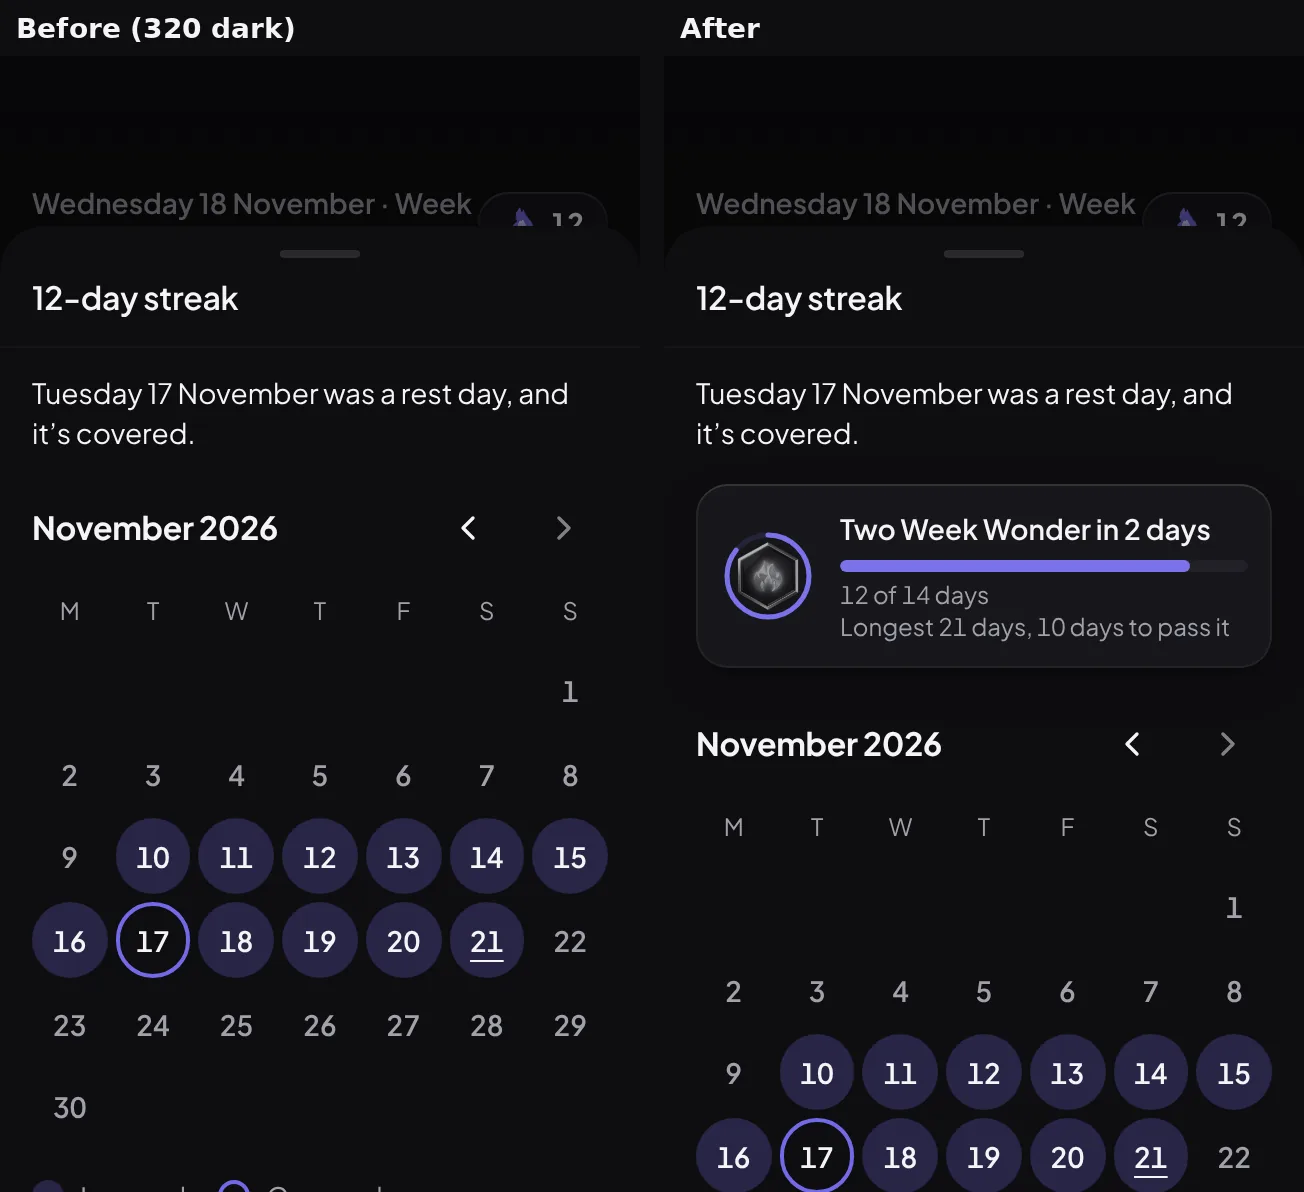 Before (320 dark)
Wednesday 18 November · Week
12
12-day streak
Tuesday 17 November was a rest day, and
it’s covered.
November 2026
M T W T F S S
1
2 3 4 5 6 7 8
9 10 11 12 13 14 15
16 17 18 19 20 21 22
23 24 25 26 27 28 29
30
After
Wednesday 18 November · Week
12
12-day streak
Tuesday 17 November was a rest day, and
it’s covered.
Two Week Wonder in 2 days
12 of 14 days
Longest 21 days, 10 days to pass it
November 2026
M T W T F S S
1
2 3 4 5 6 7 8
9 10 11 12 13 14 15
16 17 18 19 20 21 22